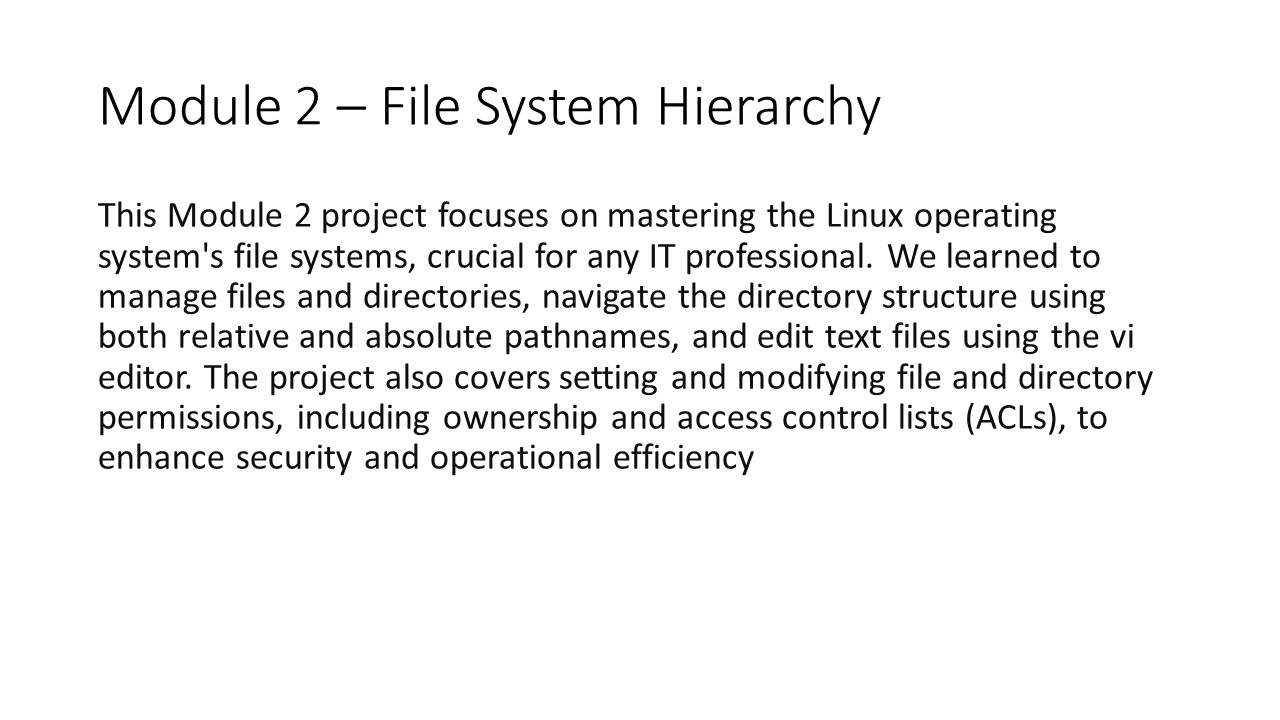 Module 2 – File System Hierarchy
This Module 2 project focuses on mastering the Linux operating
system's file systems, crucial for any IT professional. We learned to
manage files and directories, navigate the directory structure using
both relative and absolute pathnames, and edit text files using the vi
editor. The project also covers setting and modifying file and directory
permissions, including ownership and access control lists (ACLs), to
enhance security and operational efficiency